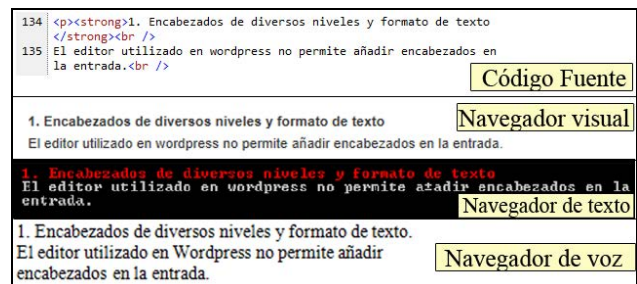 134 <p><strong>1. Encabezados de diversos niveles y formato de texto
</strong><br />
135 El editor utilizado en wordpress no permite añadir encabezados en
la entrada.<br />
Código Fuente
1. Encabezados de diversos niveles y formato de texto
Navegador visual
El editor utilizado en wordpress no permite añadir encabezados en la entrada.
1. Encabezados de diversos niveles y formato de texto
El editor utilizado en wordpress no permite a±adir encabezados en la
entrada.
Navegador de texto
1. Encabezados de diversos niveles y formato de texto.
El editor utilizado en Wordpress no permite añadir
encabezados en la entrada.
Navegador de voz